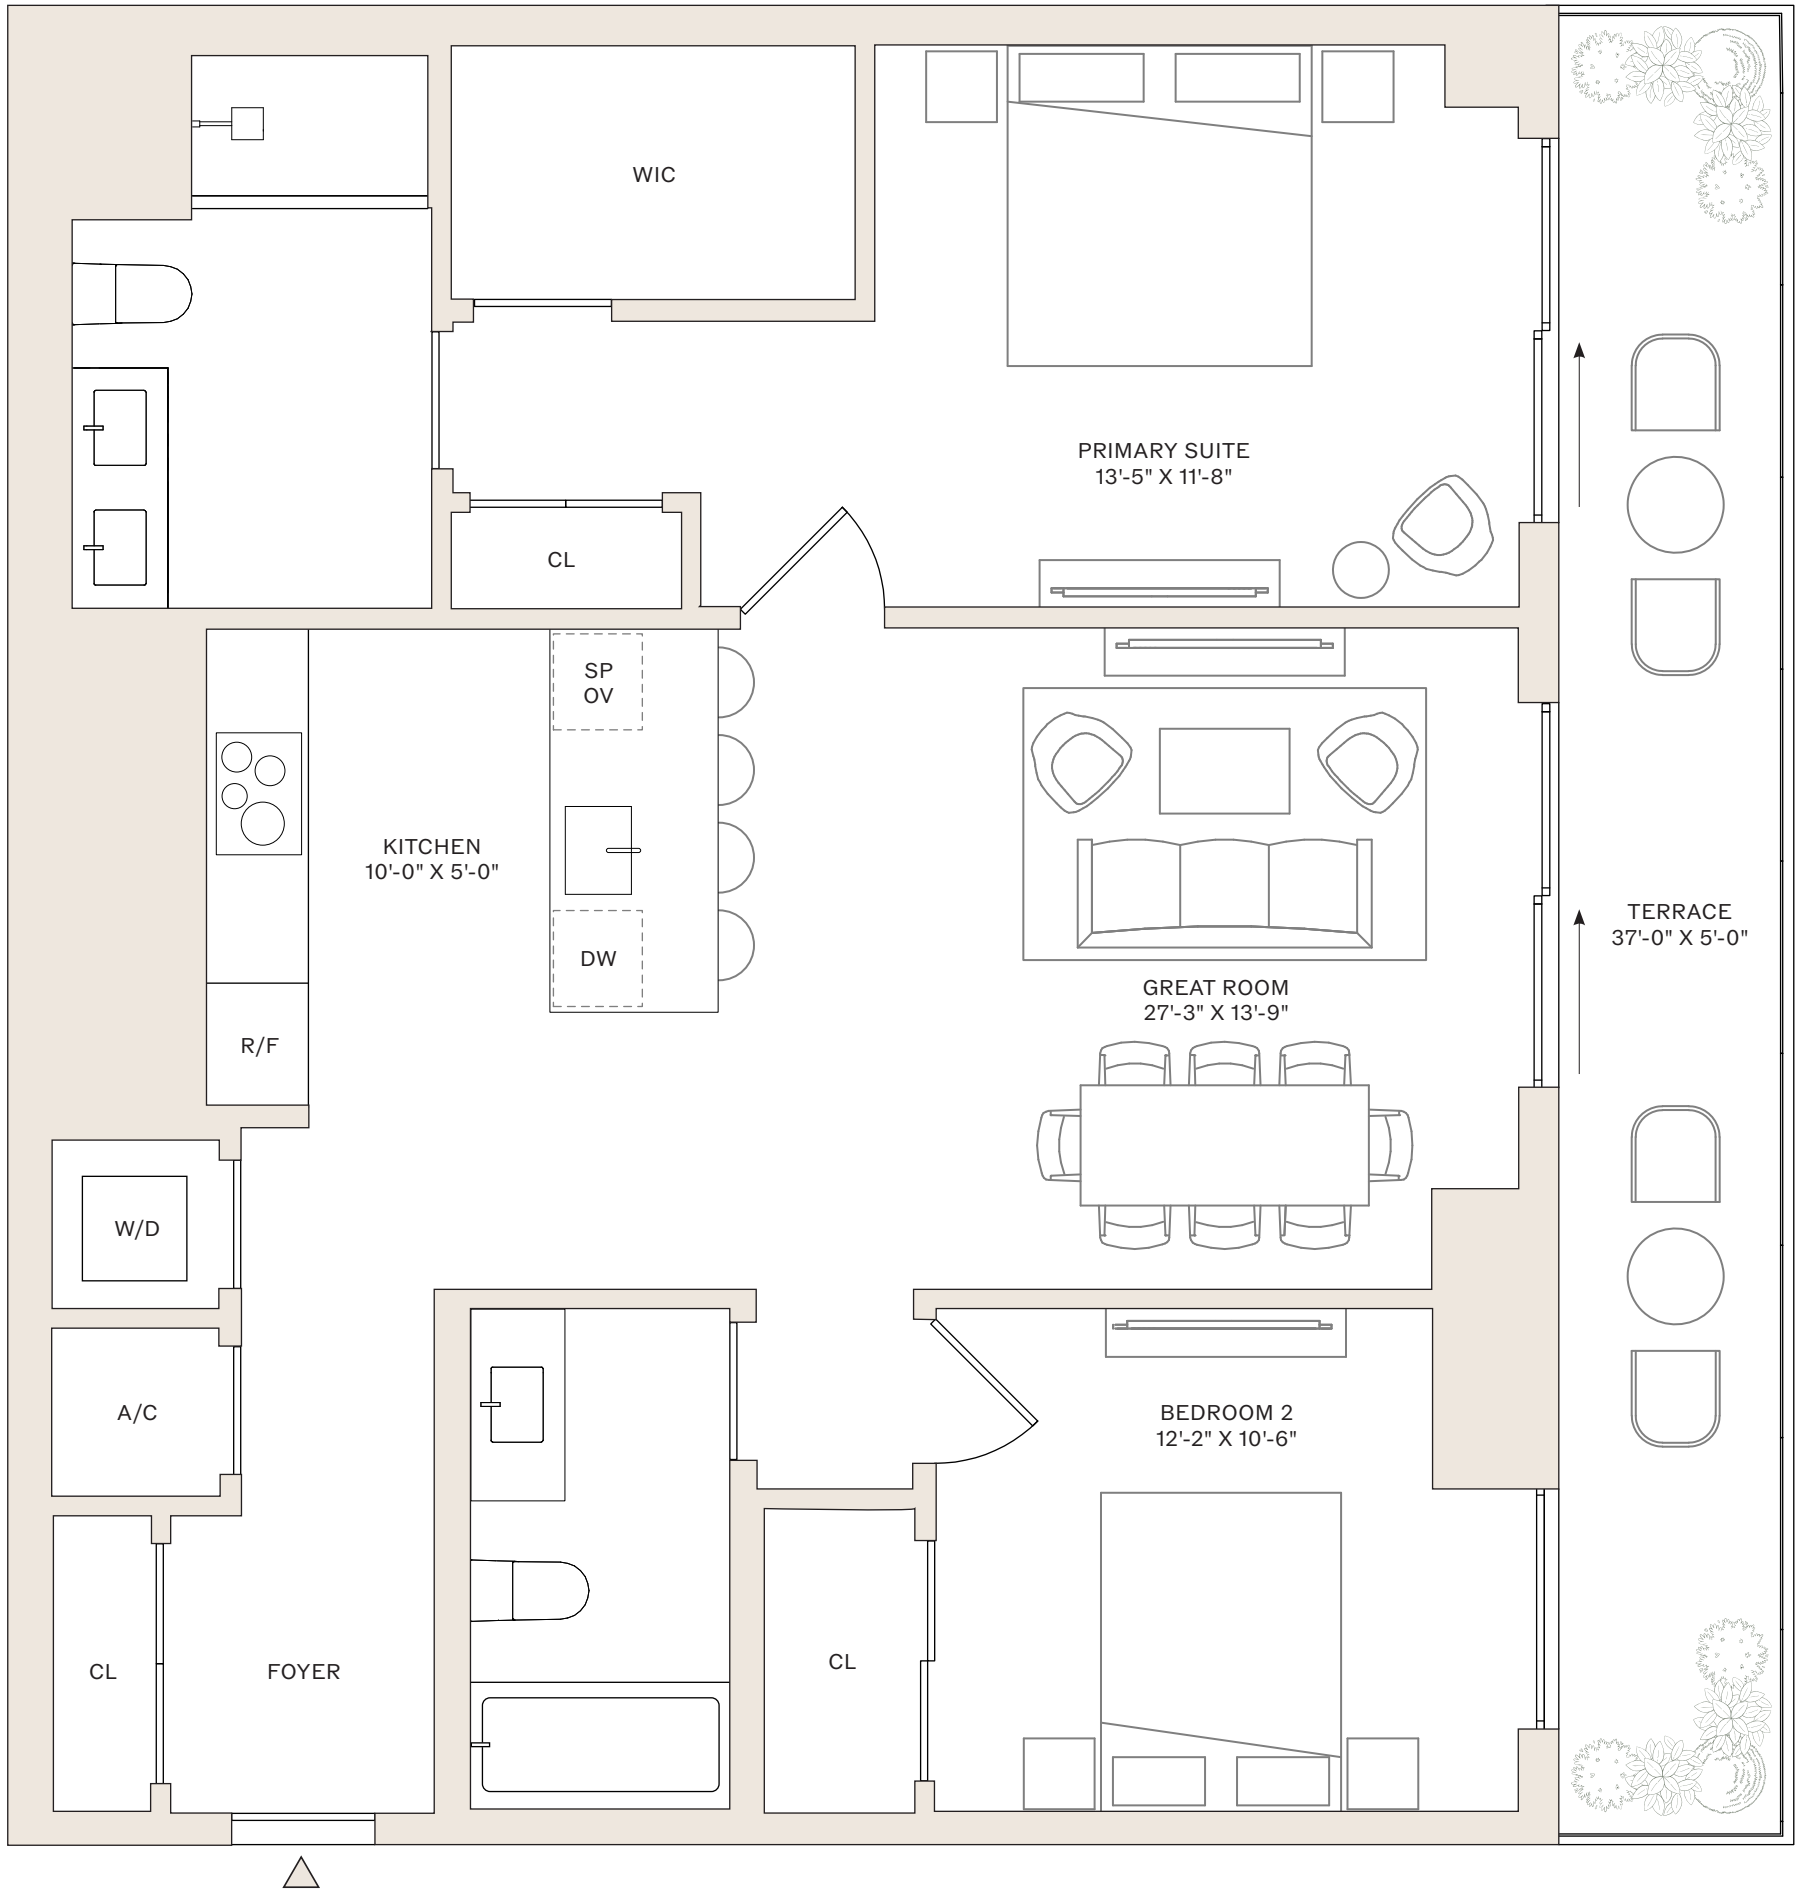 WIC
PRIMARY SUITE
13'-5" X 11'-8"
CL
SP
OV
KITCHEN
10'-0" X 5'-0"
DW
R/F
TERRACE
37'-0" X 5'-0"
GREAT ROOM
27'-3" X 13'-9"
W/D
A/C
BEDROOM 2
12'-2" X 10'-6"
CL
FOYER
CL